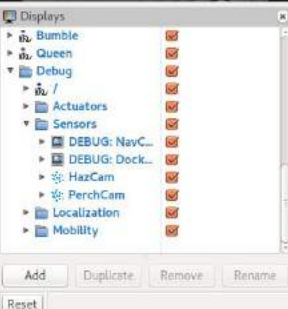 Displays
Bumble
Queen
Debug
/
Actuators
Sensors
DEBUG: NavC...
DEBUG: Dock...
HazCam
PerchCam
Localization
Mobility
Add Duplicate Remove Rename
Reset